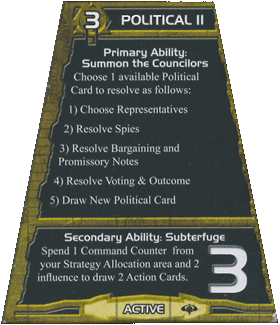 3 POLITICAL II
Primary Ability:
Summon the Councilors
Choose 1 available Political
Card to resolve as follows:
1) Choose Representatives
2) Resolve Spies
3) Resolve Bargaining and
Promissory Notes
4) Resolve Voting & Outcome
5) Draw New Political Card
Secondary Ability: Subterfuge
Spend 1 Command Counter from
your Strategy Allocation area and 2
influence to draw 2 Action Cards.
3
ACTIVE